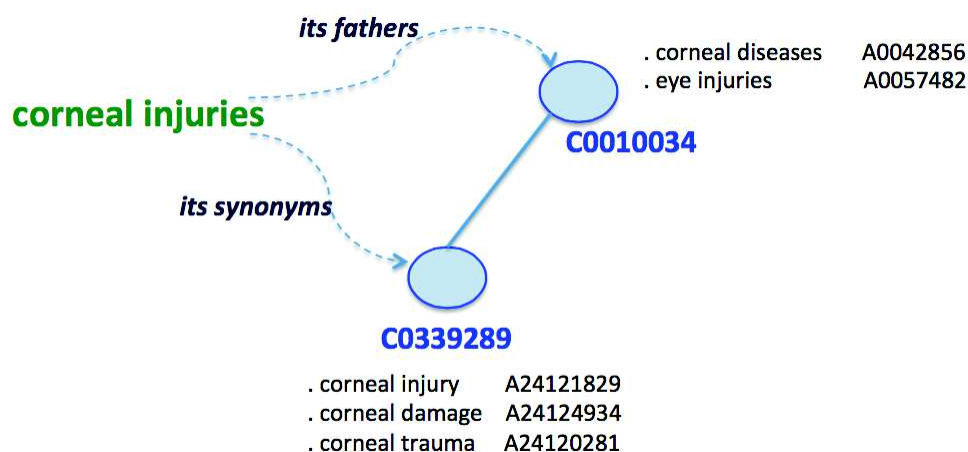 its fathers
. corneal diseases A0042856
. eye injuries A0057482
corneal injuries
C0010034
its synonyms
C0339289
. corneal injury A24121829
. corneal damage A24124934
. corneal trauma A24120281